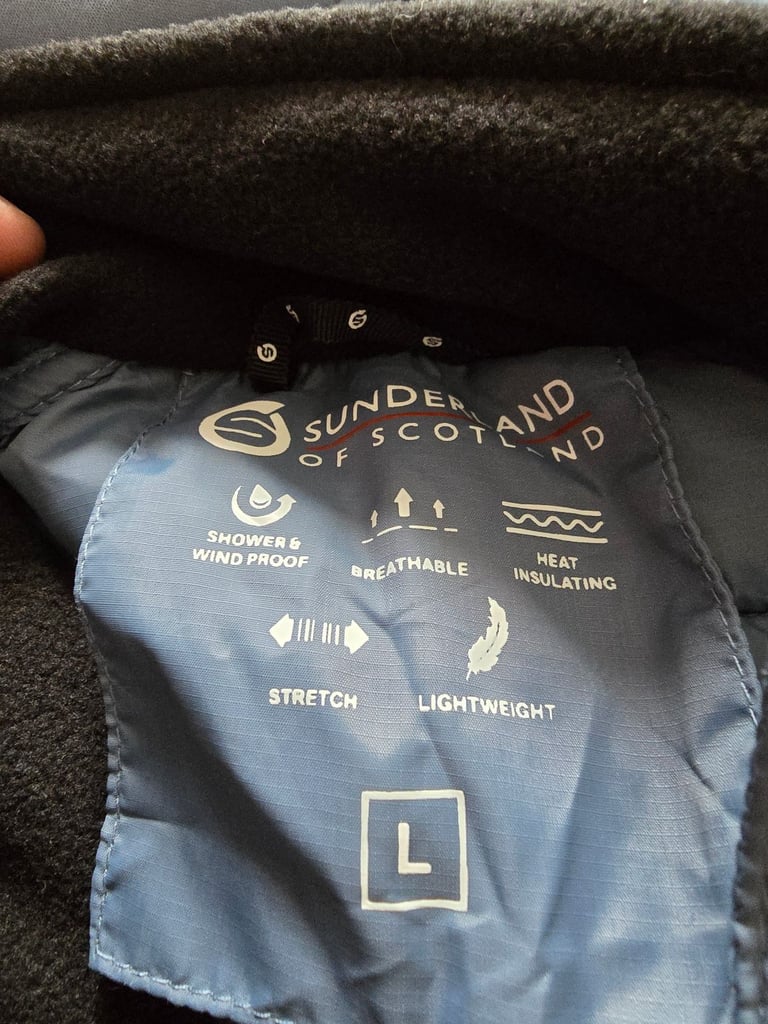 SUNDERLAND
OF SCOTLAND
SHOWER &
WIND PROOF
BREATHABLE
HEAT
INSULATING
STRETCH
LIGHTWEIGHT
L